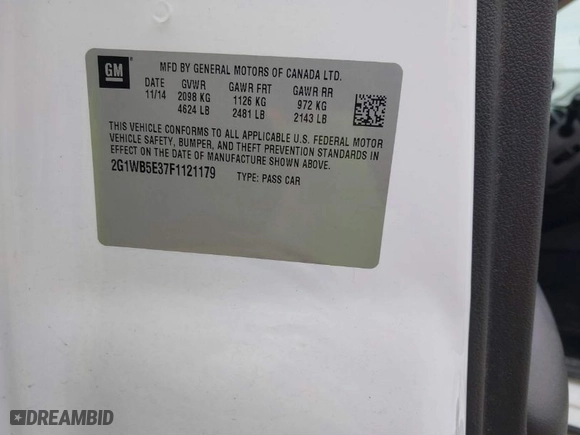 GM
MFD BY GENERAL MOTORS OF CANADA LTD.
DATE GVWR GAWR FRT GAWR RR
11/14 2098 KG 1126 KG 972 KG
4624 LB 2481 LB 2143 LB
THIS VEHICLE CONFORMS TO ALL APPLICABLE U.S. FEDERAL MOTOR
VEHICLE SAFETY, BUMPER, AND THEFT PREVENTION STANDARDS IN
EFFECT ON THE DATE OF MANUFACTURE SHOWN ABOVE.
2G1WB5E37F1121179 TYPE: PASS CAR
DREAMBID